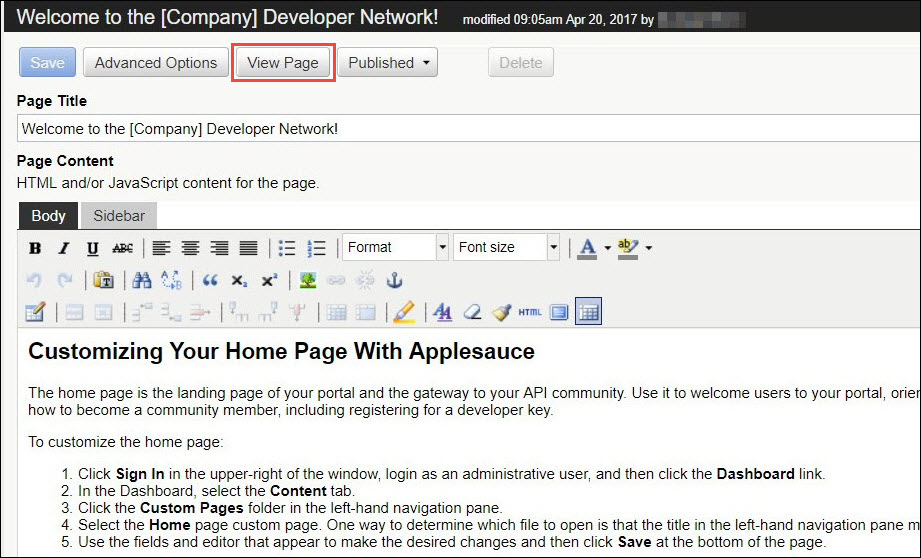 Welcome to the [Company] Developer Network! modified 09:05am Apr 20, 2017 by
Save Advanced Options View Page Published Delete
Page Title
Welcome to the [Company] Developer Network!
Page Content
HTML and/or JavaScript content for the page.
Body Sidebar
B I U ABC Format Font size A ab
x₂ x²
AA HTML
Customizing Your Home Page With Applesauce
The home page is the landing page of your portal and the gateway to your API community. Use it to welcome users to your portal, orien
how to become a community member, including registering for a developer key.
To customize the home page:
1. Click Sign In in the upper-right of the window, login as an administrative user, and then click the Dashboard link.
2. In the Dashboard, select the Content tab.
3. Click the Custom Pages folder in the left-hand navigation pane.
4. Select the Home page custom page. One way to determine which file to open is that the title in the left-hand navigation pane m
5. Use the fields and editor that appear to make the desired changes and then click Save at the bottom of the page.